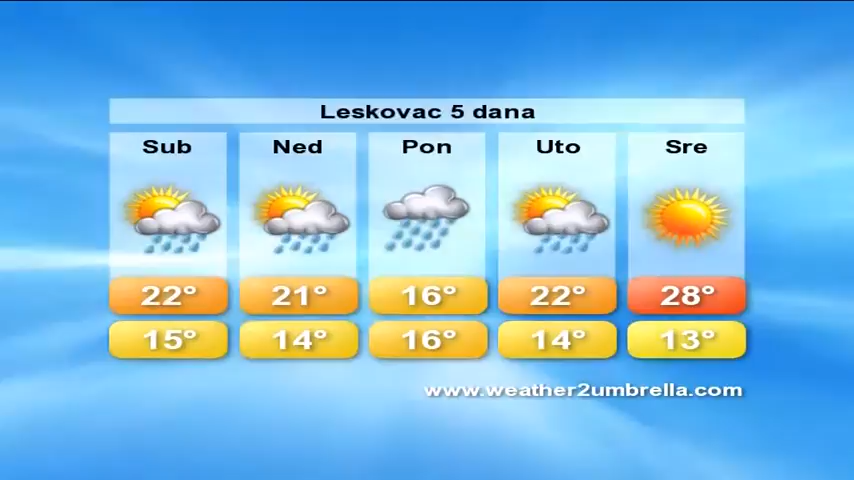 Leskovac 5 dana
Sub Ned Pon Uto Sre
22° 21° 16° 22° 28°
15° 14° 16° 14° 13°
www.weather2umbrella.com